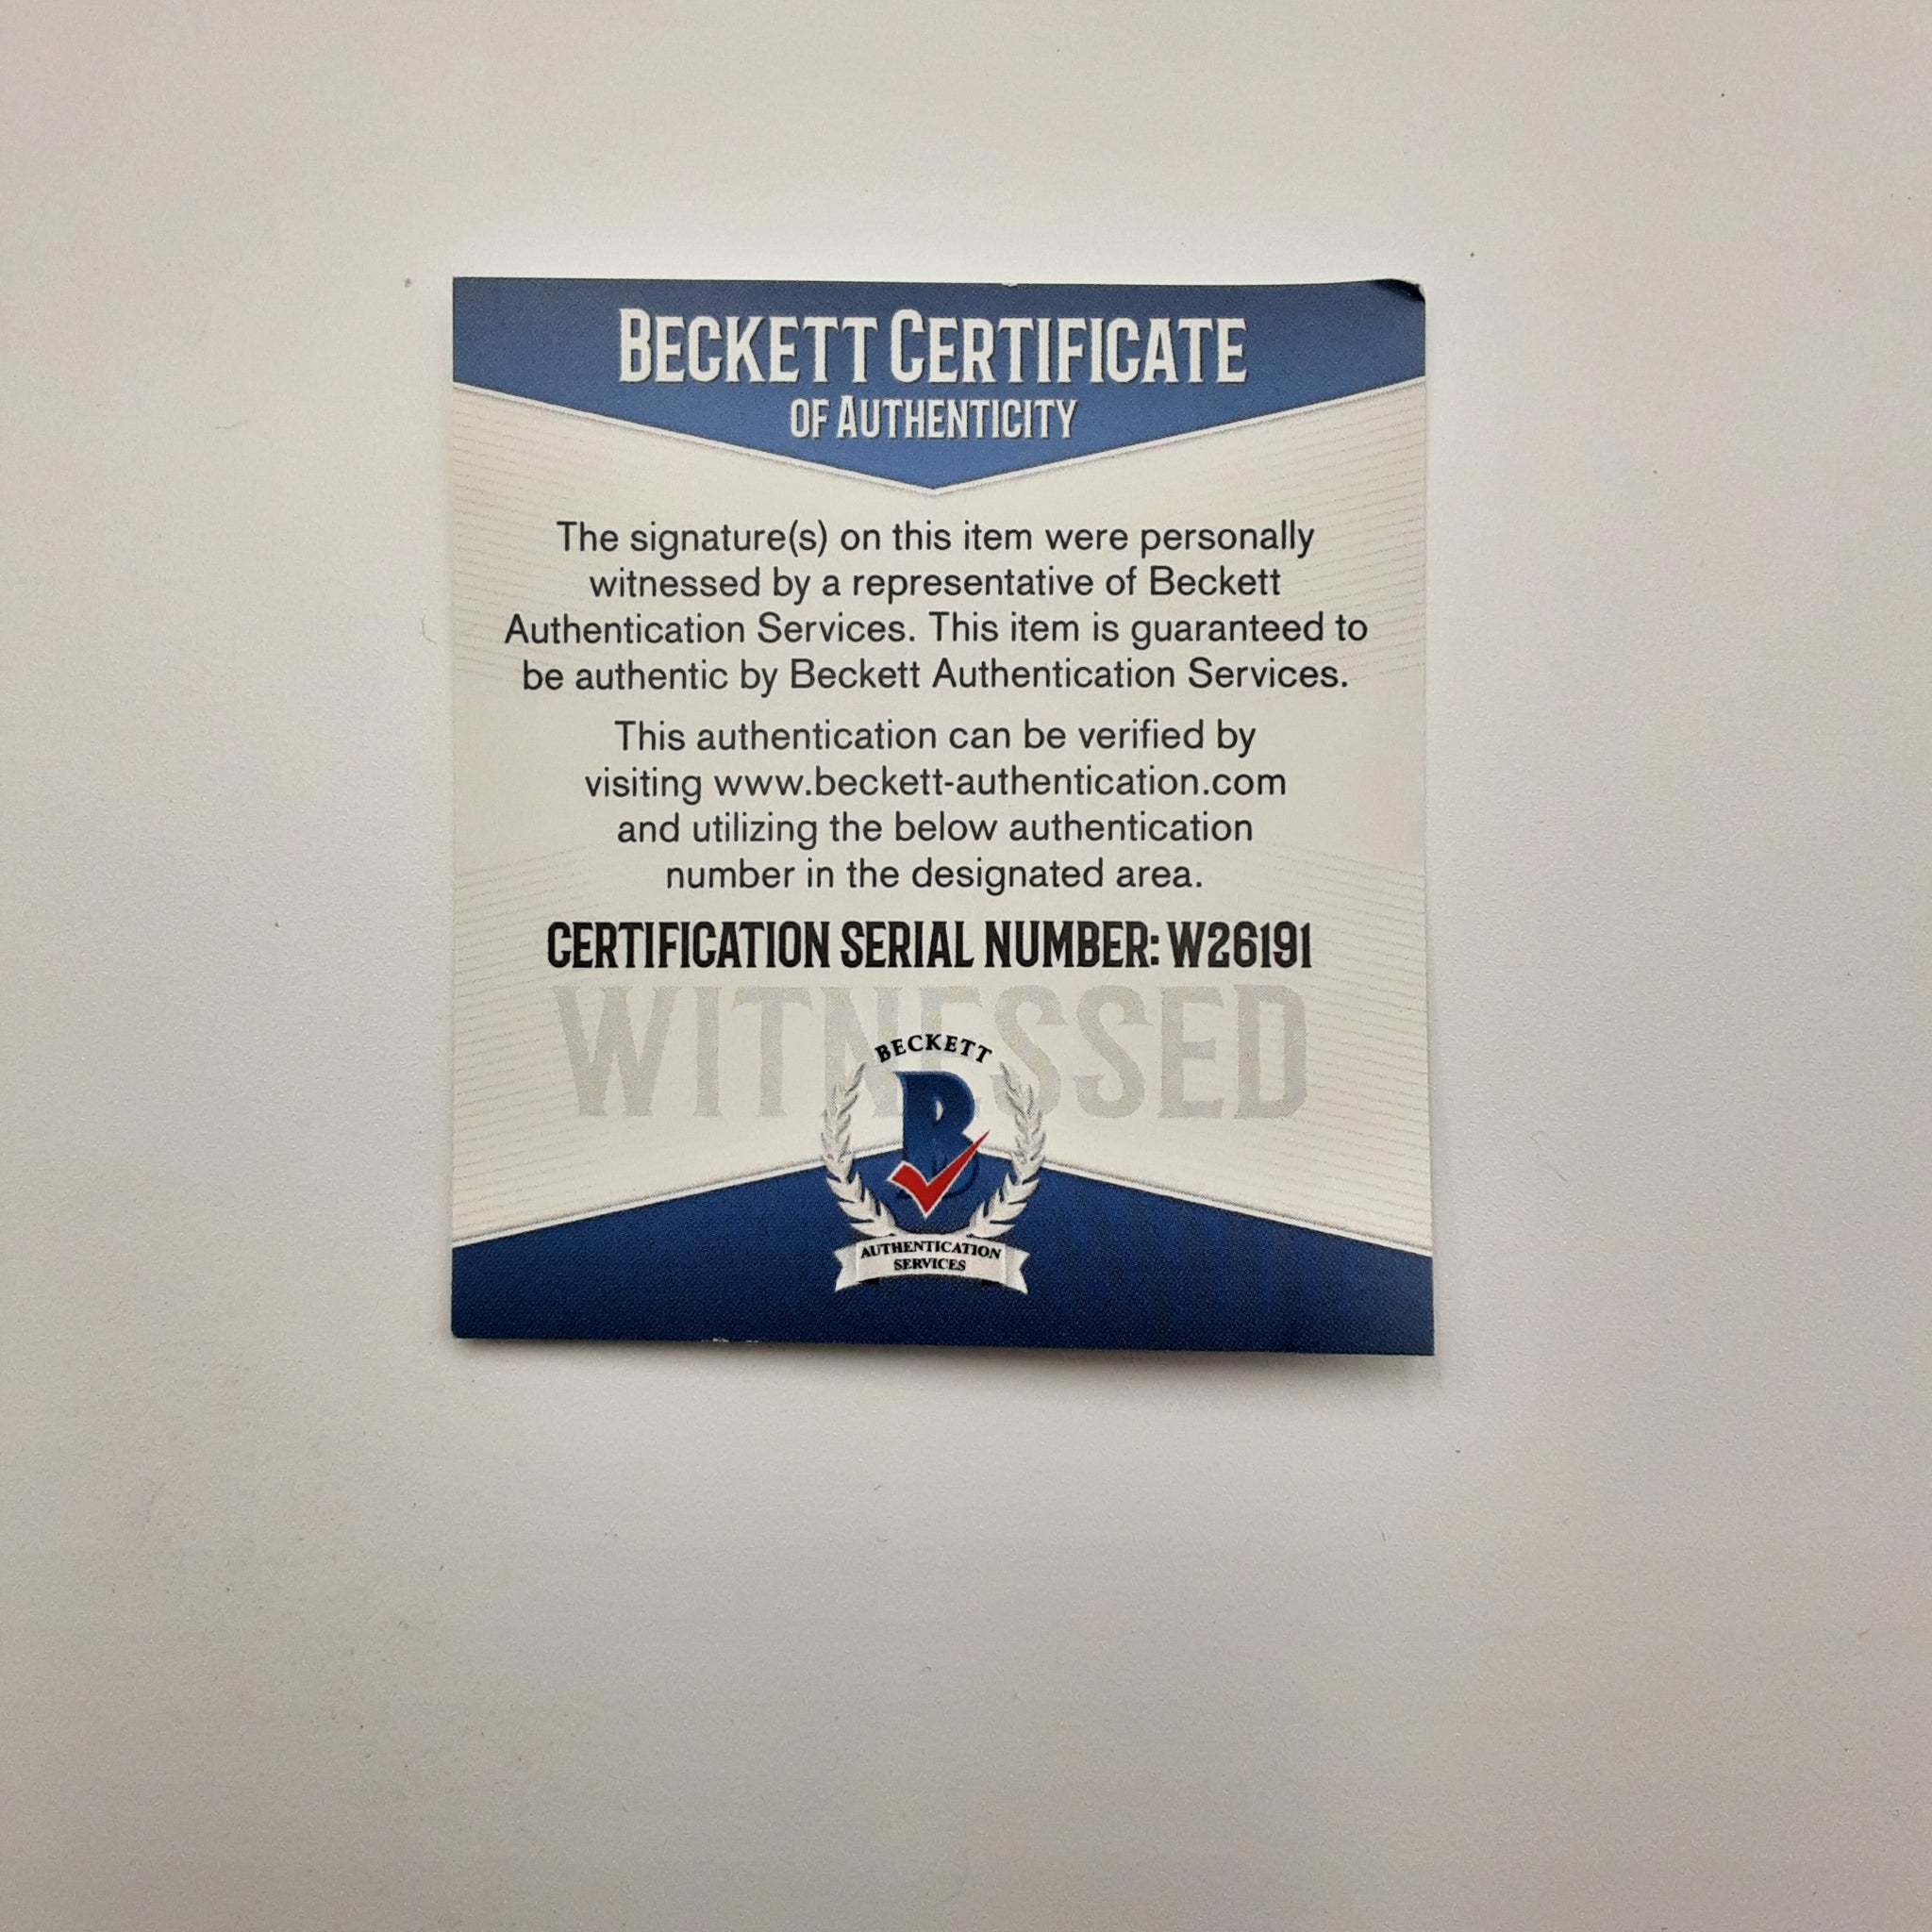 BECKETT CERTIFICATE
OF AUTHENTICITY
The signature(s) on this item were personally
witnessed by a representative of Beckett
Authentication Services. This item is guaranteed to
be authentic by Beckett Authentication Services.
This authentication can be verified by
visiting www.beckett-authentication.com
and utilizing the below authentication
number in the designated area.
CERTIFICATION SERIAL NUMBER: W26191
WITNESSED
BECKETT
B
AUTHENTICATION
SERVICES